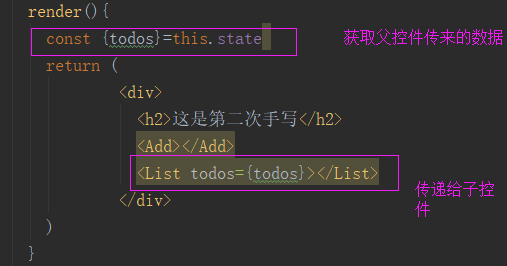 render(){
const {todos}=this.state 获取父控件传来的数据
return (
<div>
<h2>这是第二次手写</h2>
<Add></Add>
<List todos={todos}></List>
传递给子控
件
</div>
)
}